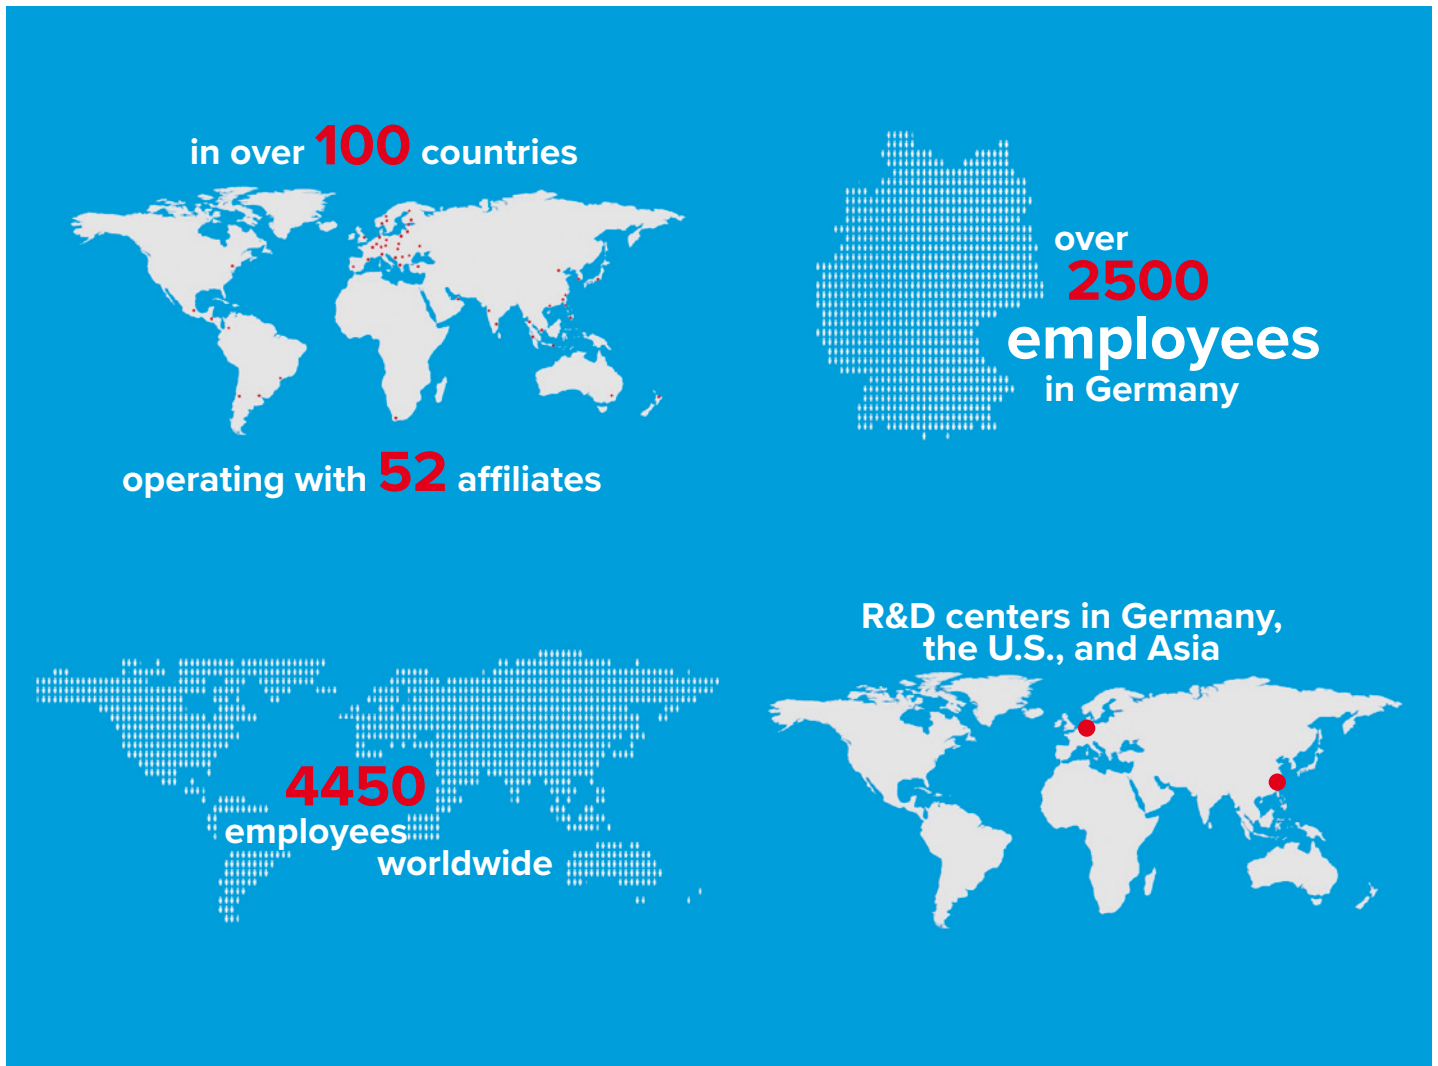 in over 100 countries
operating with 52 affiliates
over
2500
employees
in Germany
4450
employees
worldwide
R&D centers in Germany,
the U.S., and Asia